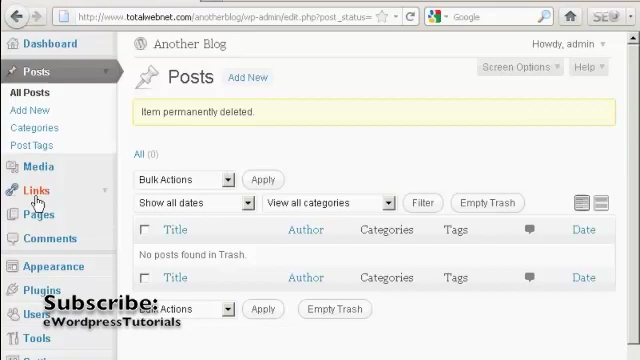 www.totalwebnet.com/anotherblog/wp-admin/edit.php?post_status=
Google
SEO
Dashboard
Another Blog
Howdy, admin
Posts
Posts
Add New
Screen Options
Help
All Posts
Add New
Categories
Post Tags
Item permanently deleted.
Media
Links
Pages
Comments
Appearance
Plugins
Users
Tools
All (0)
Bulk Actions
Apply
Show all dates
View all categories
Filter
Empty Trash
Title
Author
Categories
Tags
Date
No posts found in Trash.
Title
Author
Categories
Tags
Date
Bulk Actions
Apply
Empty Trash
Subscribe:
eWordpressTutorials